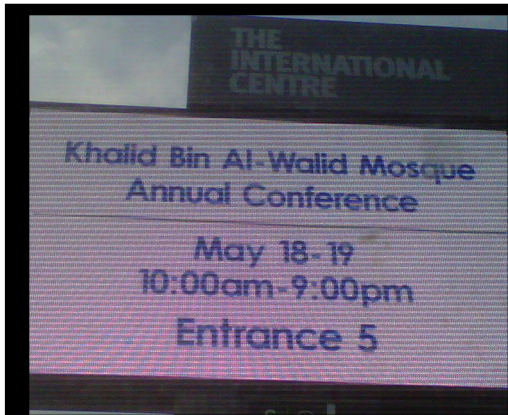 THE
INTERNATIONAL
CENTRE
Khalid Bin Al-Walid Mosque
Annual Conference
May 18-19
10:00am-9:00pm
Entrance 5